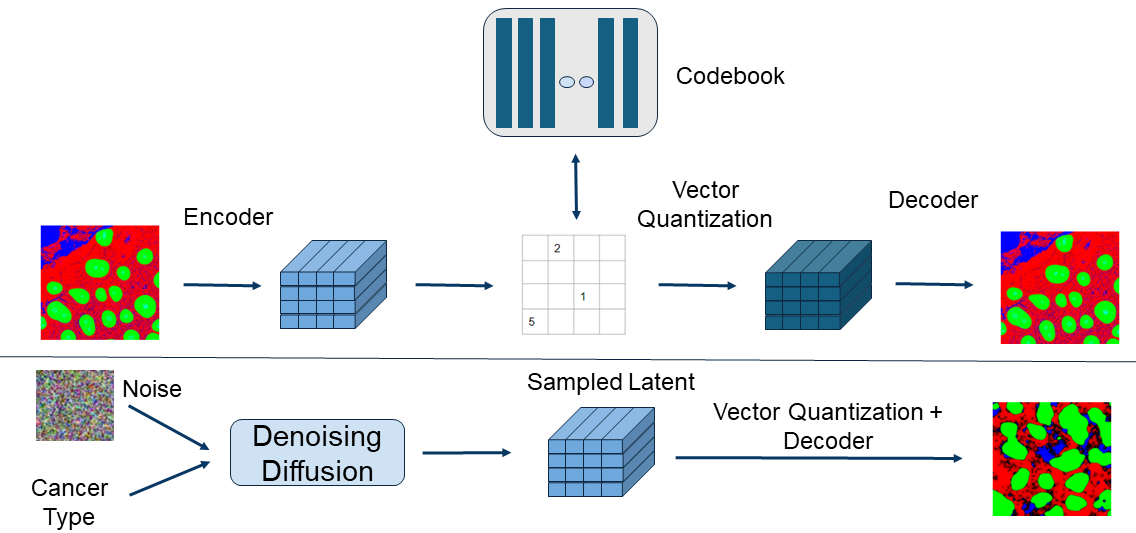 Codebook
Encoder
Vector
Quantization
Decoder
2
1
5
Noise
Cancer
Type
Denoising
Diffusion
Sampled Latent
Vector Quantization +
Decoder